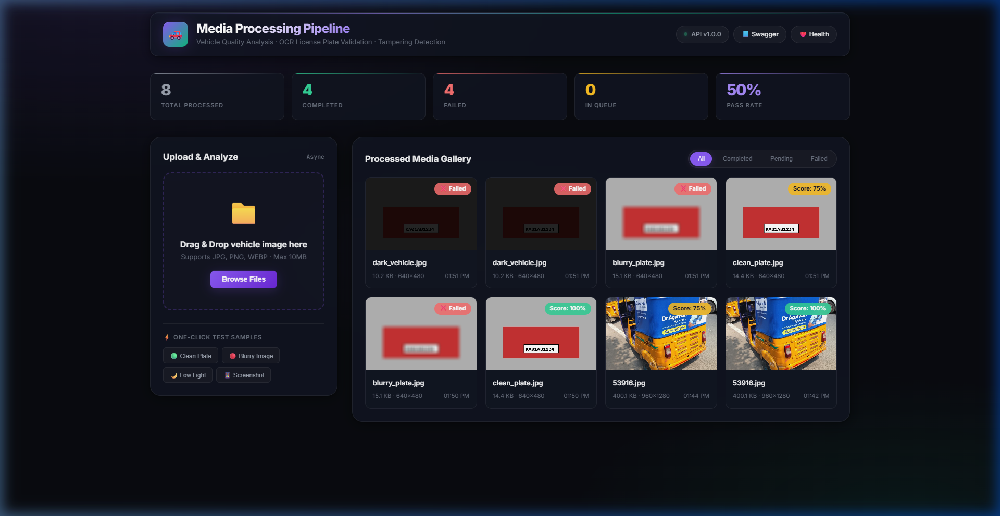 Media Processing Pipeline
Vehicle Quality Analysis · OCR License Plate Validation · Tampering Detection
API v1.0.0
Swagger
Health
8
TOTAL PROCESSED
4
COMPLETED
4
FAILED
0
IN QUEUE
50%
PASS RATE
Upload & Analyze
Async
Drag & Drop vehicle image here
Supports JPG, PNG, WEBP · Max 10MB
Browse Files
ONE-CLICK TEST SAMPLES
Clean Plate
Blurry Image
Low Light
Screenshot
Processed Media Gallery
All
Completed
Pending
Failed
Failed
KA01AB1234
dark_vehicle.jpg
10.2 KB · 640×480
01:51 PM
Failed
KA01AB1234
dark_vehicle.jpg
10.2 KB · 640×480
01:51 PM
Failed
blurry_plate.jpg
15.1 KB · 640×480
01:51 PM
Score: 75%
KA01AB1234
clean_plate.jpg
14.4 KB · 640×480
01:51 PM
Failed
blurry_plate.jpg
15.1 KB · 640×480
01:50 PM
Score: 100%
KA01AB1234
clean_plate.jpg
14.4 KB · 640×480
01:50 PM
Score: 75%
Dr Agarwal
53916.jpg
400.1 KB · 960×1280
01:44 PM
Score: 100%
Dr Agarwal
53916.jpg
400.1 KB · 960×1280
01:42 PM